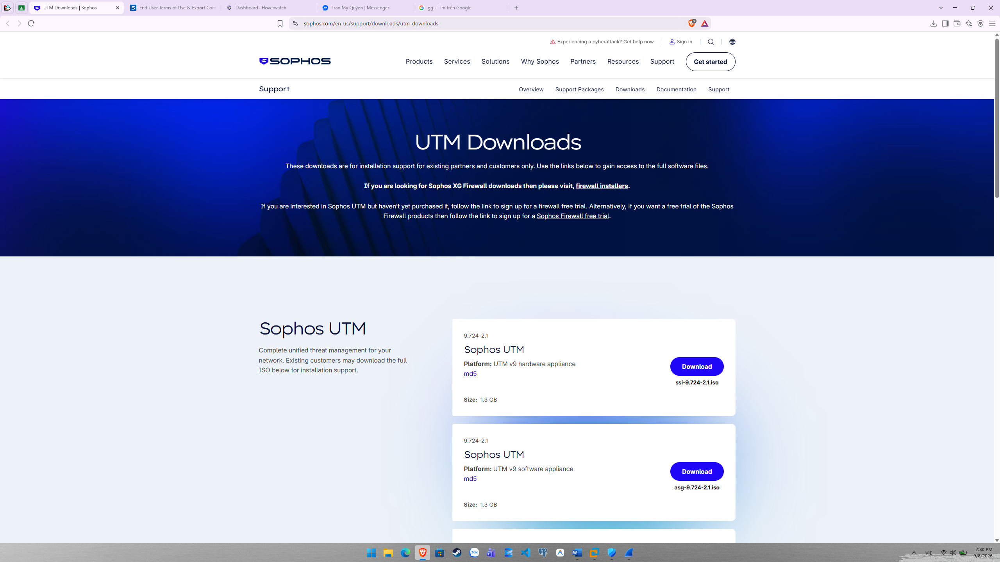 UTM Downloads | Sophos
End User Terms of Use & Export Com
Dashboard · Hoverwatch
Tran My Quyen | Messenger
gg - Tìm trên Google
sophos.com/en-us/support/downloads/utm-downloads
5
Experiencing a cyberattack? Get help now
Sign in
SOPHOS
Products
Services
Solutions
Why Sophos
Partners
Resources
Support
Get started
Support
Overview
Support Packages
Downloads
Documentation
Support
UTM Downloads
These downloads are for installation support for existing partners and customers only. Use the links below to gain access to the full software files.
If you are looking for Sophos XG Firewall downloads then please visit, firewall installers.
If you are interested in Sophos UTM but haven’t yet purchased it, follow the link to sign up for a firewall free trial. Alternatively, if you want a free trial of the Sophos
Firewall products then follow the link to sign up for a Sophos Firewall free trial.
Sophos UTM
Complete unified threat management for your
network. Existing customers may download the full
ISO below for installation support.
9.724-2.1
Sophos UTM
Platform: UTM v9 hardware appliance
md5
Download
ssi-9.724-2.1.iso
Size: 1.3 GB
9.724-2.1
Sophos UTM
Platform: UTM v9 software appliance
md5
Download
asg-9.724-2.1.iso
Size: 1.3 GB
Zalo
VIE
7:30 PM
9/8/2026